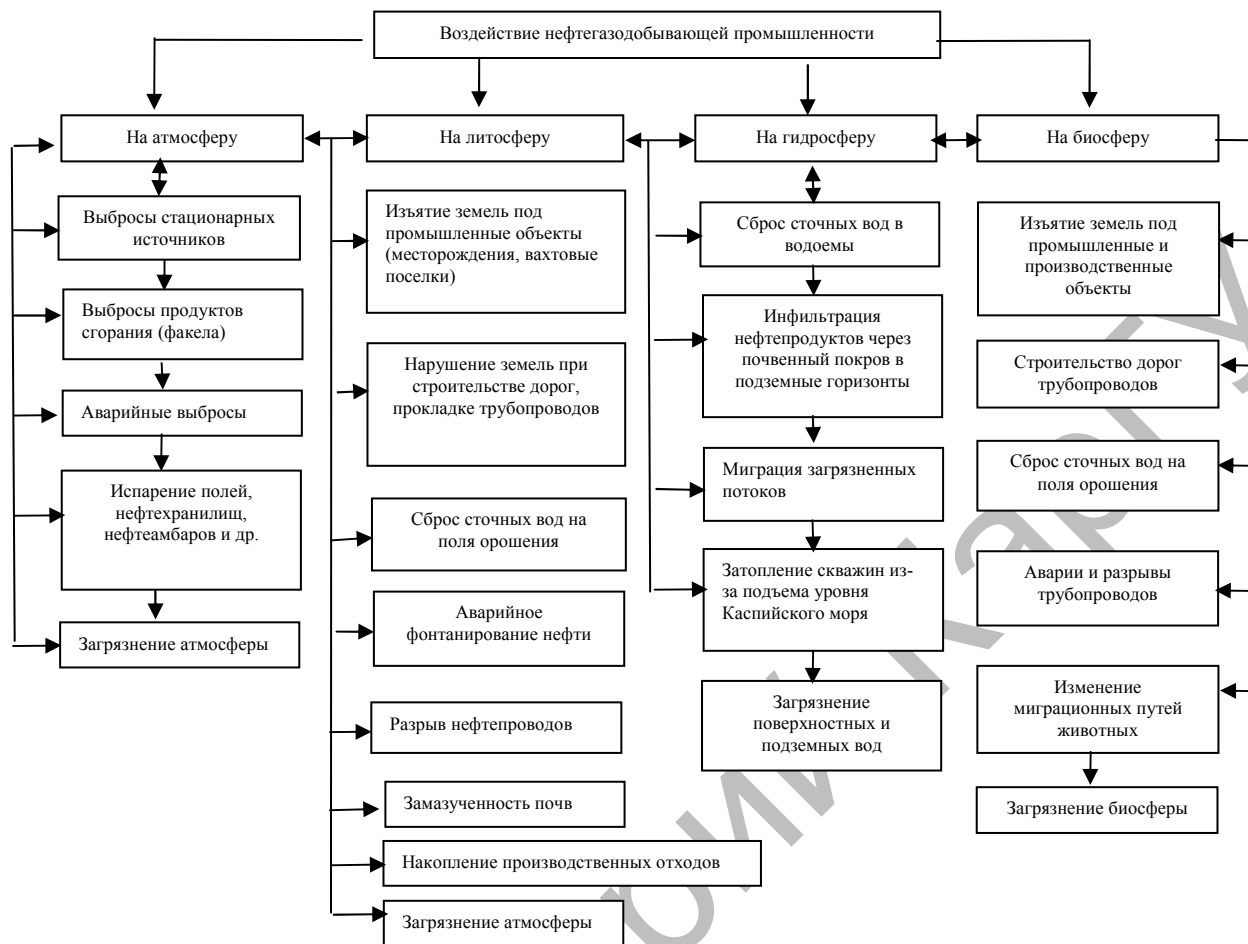 Воздействие нефтегазодобывающей промышленности
На атмосферу
На литосферу
На гидросферу
На биосферу
Выбросы стационарных
источников
Выбросы продуктов
сгорания (факела)
Аварийные выбросы
Испарение полей,
нефтехранилищ,
нефтеамбаров и др.
Загрязнение атмосферы
Изъятие земель под
промышленные объекты
(месторождения, вахтовые
поселки)
Нарушение земель при
строительстве дорог,
прокладке трубопроводов
Сброс сточных вод на
поля орошения
Аварийное
фонтанирование нефти
Разрыв нефтепроводов
Замазученность почв
Накопление производственных отходов
Загрязнение атмосферы
Сброс сточных вод в
водоемы
Инфильтрация
нефтепродуктов через
почвенный покров в
подземные горизонты
Миграция загрязненных
потоков
Затопление скважин из-
за подъема уровня
Каспийского моря
Загрязнение
поверхностных и
подземных вод
Изъятие земель под
промышленные и
производственные
объекты
Строительство дорог
трубопроводов
Сброс сточных вод на
поля орошения
Аварии и разрывы
трубопроводов
Изменение
миграционных путей
животных
Загрязнение биосферы